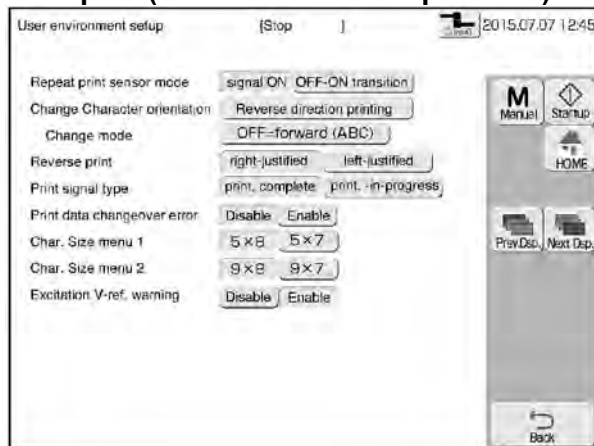 User environment setup [Stop ] 2015.07.07 12:45
Repeat print sensor mode signal ON OFF-ON transition
Change Character orientation Reverse direction printing
Change mode OFF=forward (ABC)
Reverse print right-justified left-justified
Print signal type print. complete print. -in-progress
Print data changeover error Disable Enable
Char. Size menu 1 5×8 5×7
Char. Size menu 2 9×8 9×7
Excitation V-ref. warning Disable Enable
M
Manual Startup
HOME
Prev.Dsp. Next Dsp.
Back